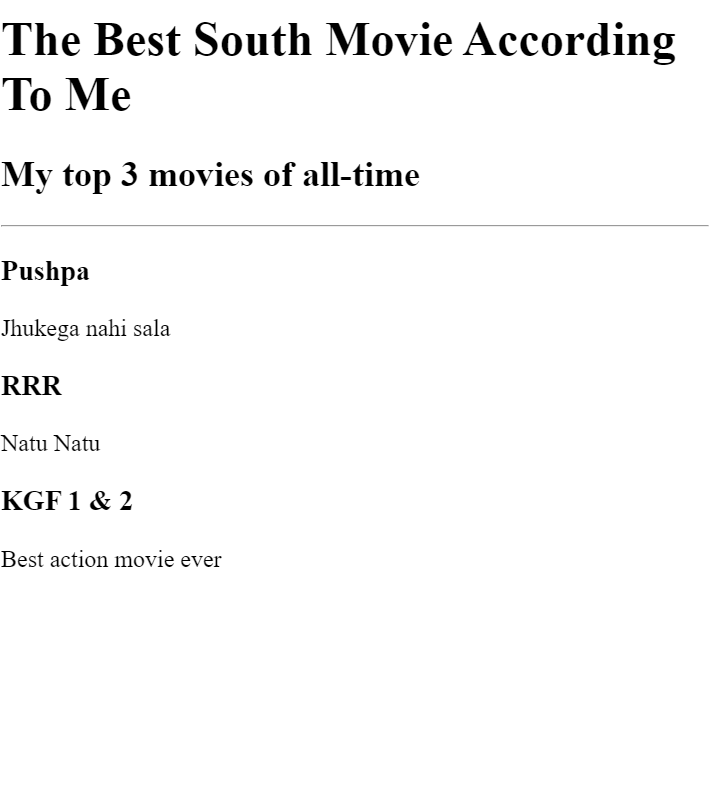 The Best South Movie According
To Me
My top 3 movies of all-time
Pushpa
Jhukega nahi sala
RRR
Natu Natu
KGF 1 & 2
Best action movie ever